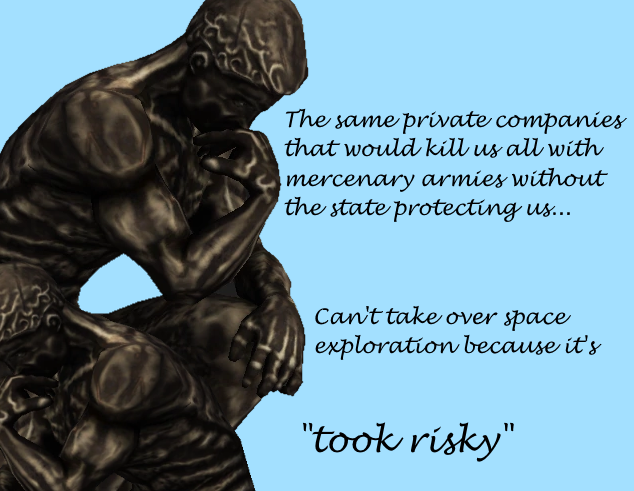 The same private companies
that would kill us all with
mercenary armies without
the state protecting us...
Can't take over space
exploration because it's
"took risky"